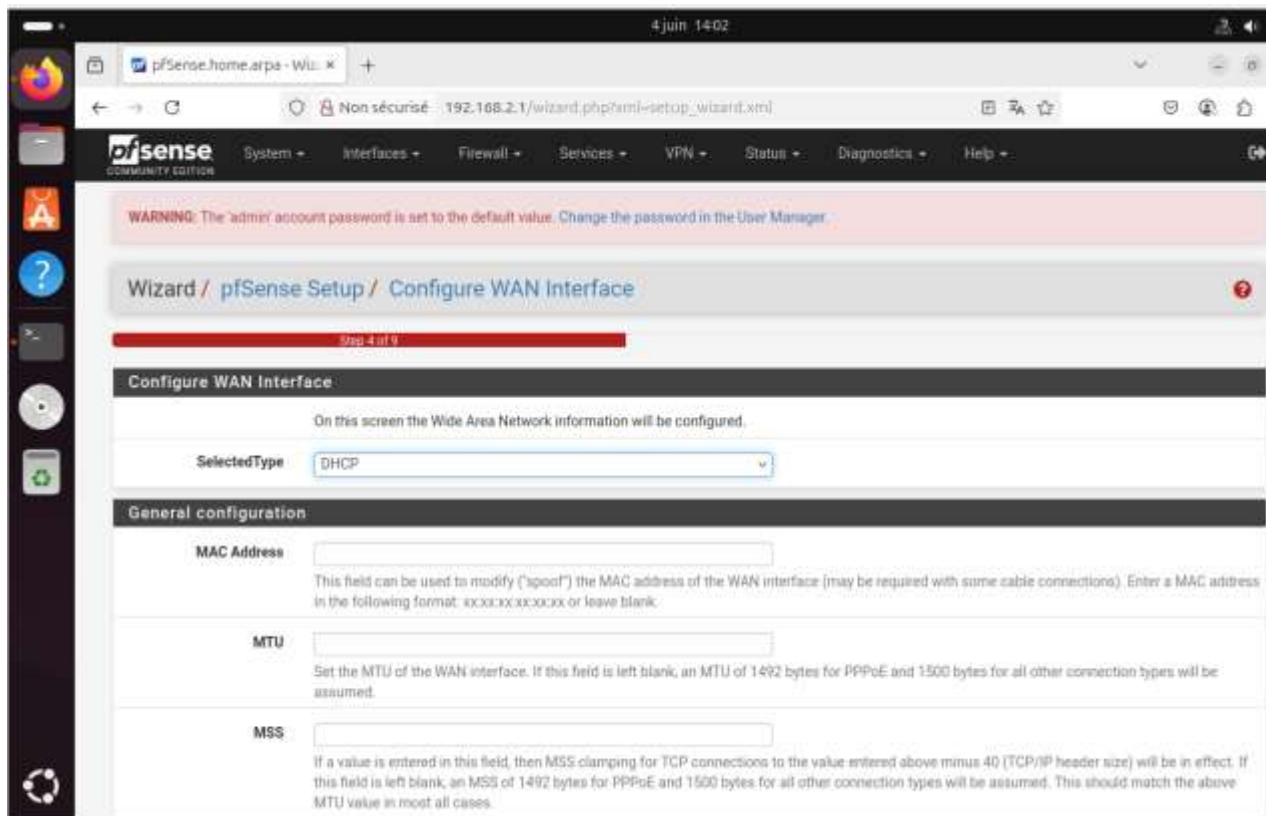 4 juin 14:02
pfSense.home.arpa - Wiz
Non sécurisé 192.168.2.1/wizard.php?xml=setup_wizard.xml
pfsense System Interfaces Firewall Services VPN Status Diagnostics Help
COMMUNITY EDITION
WARNING: The 'admin' account password is set to the default value. Change the password in the User Manager.
Wizard / pfSense Setup / Configure WAN Interface
Step 4 of 9
Configure WAN Interface
On this screen the Wide Area Network information will be configured.
SelectedType DHCP
General configuration
MAC Address
This field can be used to modify ("spoof") the MAC address of the WAN interface (may be required with some cable connections). Enter a MAC address
in the following format: xx:xx:xx:xx:xx:xx or leave blank.
MTU
Set the MTU of the WAN interface. If this field is left blank, an MTU of 1492 bytes for PPPoE and 1500 bytes for all other connection types will be
assumed.
MSS
If a value is entered in this field, then MSS clamping for TCP connections to the value entered above minus 40 (TCP/IP header size) will be in effect. If
this field is left blank, an MSS of 1492 bytes for PPPoE and 1500 bytes for all other connection types will be assumed. This should match the above
MTU value in most all cases.